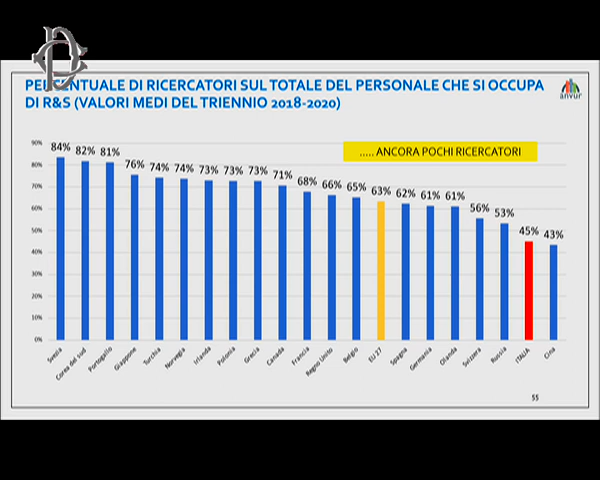 PERCENTUALE DI RICERCATORI SUL TOTALE DEL PERSONALE CHE SI OCCUPA
DI R&S (VALORI MEDI DEL TRIENNIO 2018-2020)
anvur
..... ANCORA POCHI RICERCATORI
90%
80%
70%
60%
50%
40%
30%
20%
10%
0%
84% 82% 81% 76% 74% 74% 73% 73% 73% 71% 68% 66% 65% 63% 62% 61% 61% 56% 53% 45% 43%
Svezia Corea del sud Portogallo Giappone Turchia Norvegia Irlanda Polonia Grecia Canada Francia Regno Unito Belgio EU 27 Spagna Germania Olanda Svizzera Russia ITALIA Cina
55